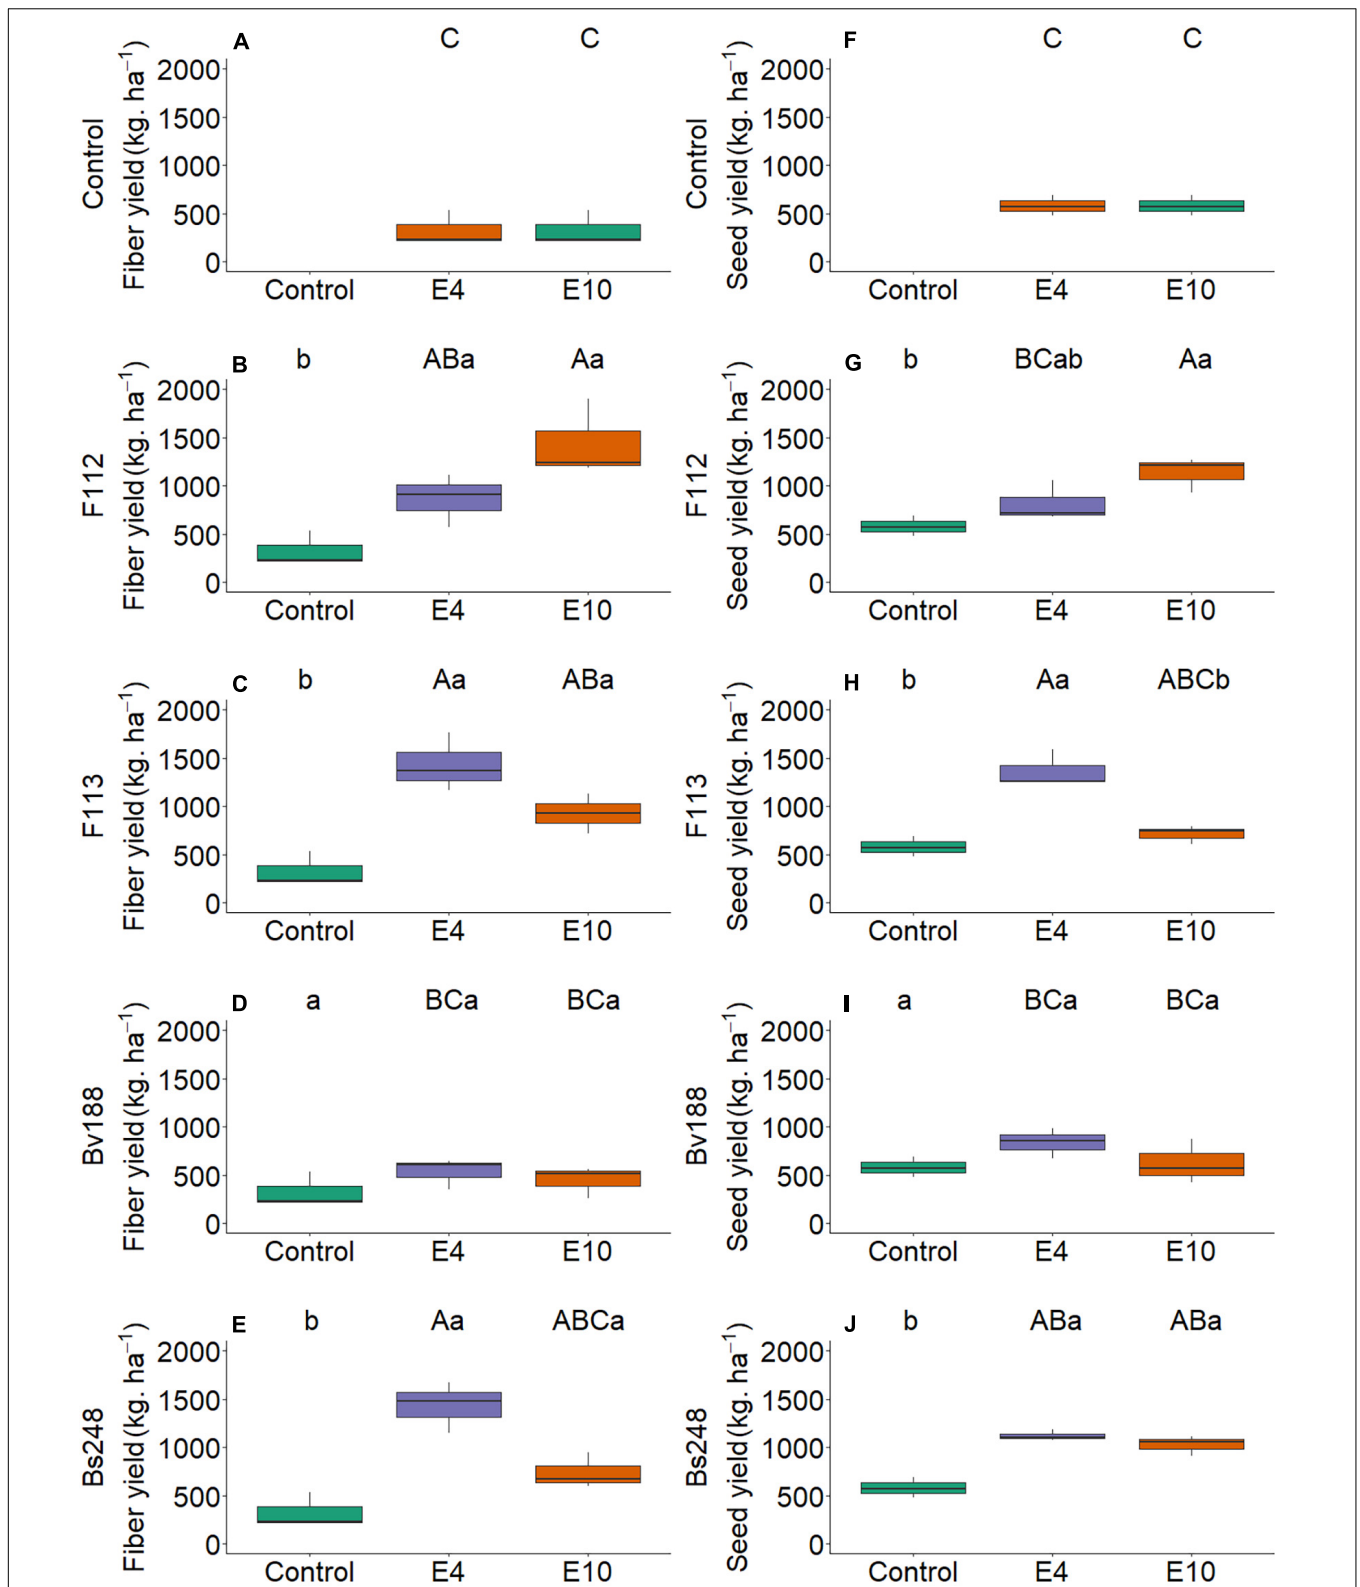 A C C
Control
Fiber yield(kg. ha⁻¹)
2000
1500
1000
500
0
Control E4 E10
F C C
Control
Seed yield(kg. ha⁻¹)
2000
1500
1000
500
0
Control E4 E10
B b ABa Aa
F112
Fiber yield(kg. ha⁻¹)
2000
1500
1000
500
0
Control E4 E10
G b BCab Aa
F112
Seed yield(kg. ha⁻¹)
2000
1500
1000
500
0
Control E4 E10
C b Aa ABa
F113
Fiber yield(kg. ha⁻¹)
2000
1500
1000
500
0
Control E4 E10
H b Aa ABCb
F113
Seed yield(kg. ha⁻¹)
2000
1500
1000
500
0
Control E4 E10
D a BCa BCa
Bv188
Fiber yield(kg. ha⁻¹)
2000
1500
1000
500
0
Control E4 E10
I a BCa BCa
Bv188
Seed yield(kg. ha⁻¹)
2000
1500
1000
500
0
Control E4 E10
E b Aa ABCa
Bs248
Fiber yield(kg. ha⁻¹)
2000
1500
1000
500
0
Control E4 E10
J b ABa ABa
Bs248
Seed yield(kg. ha⁻¹)
2000
1500
1000
500
0
Control E4 E10